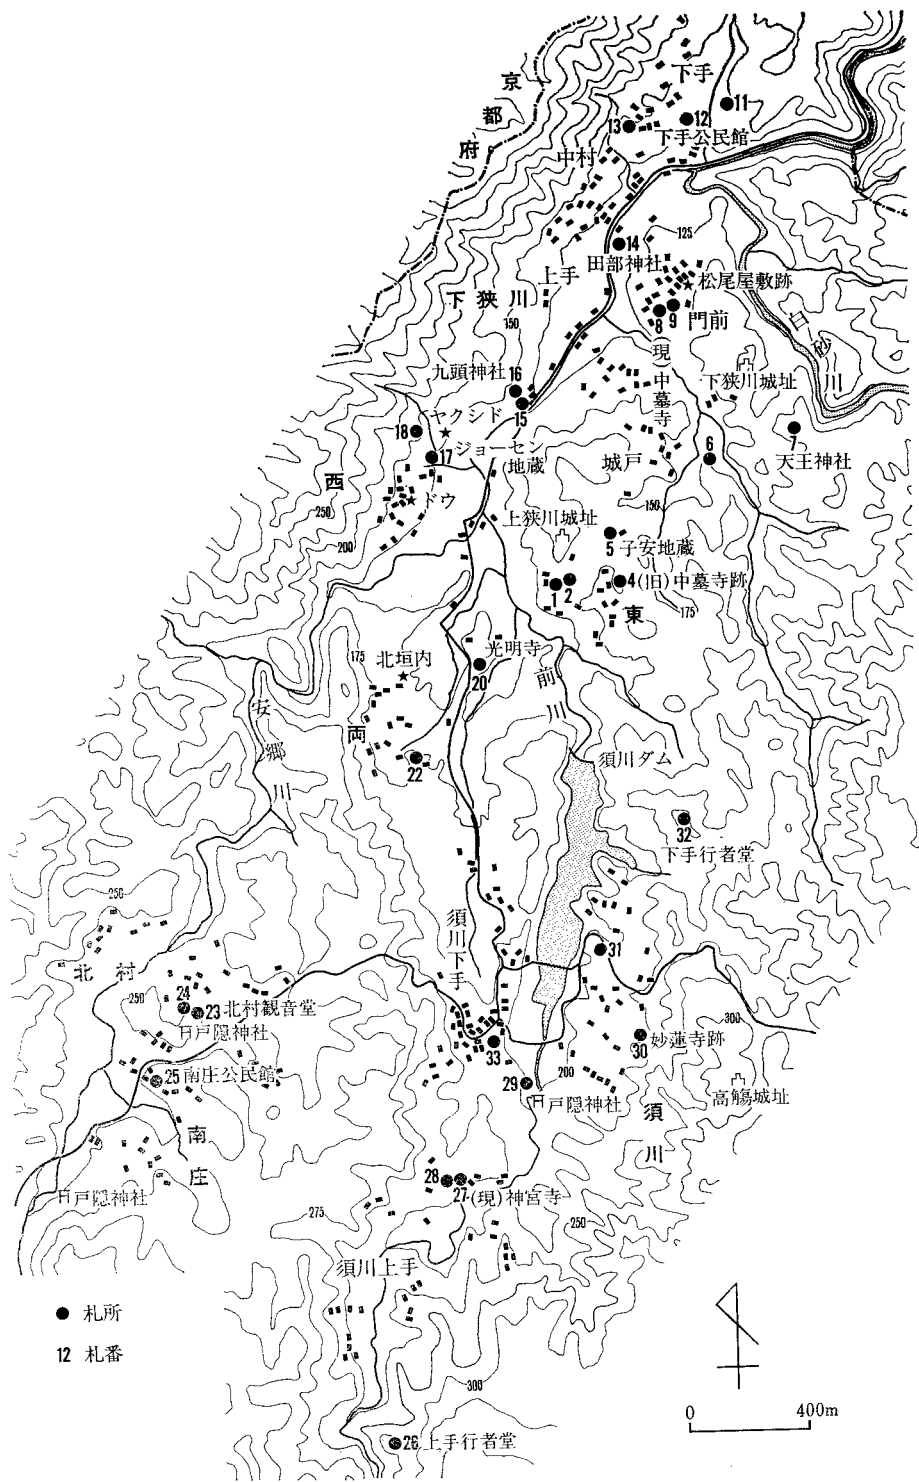 京都府
下手
11
12
13
下手公民館
中村
14
田部神社
125
松尾屋敷跡
上手
下狭川
150
8
9
門前
白砂川
現中墓寺
九頭神社
16
15
下狭川城址
18
ヤクシド
ジョーセン
(地蔵
17
6
7
天王神社
城戸
西
ドウ
250
200
上狭川城址
150
5
子安地蔵
1
2
4
(旧)中墓寺跡
175
東
175
北垣内
光明寺
20
前川
安郷川
両
22
須川ダム
32
下手行者堂
250
北村
須川下手
31
24
23
北村観音堂
250
戸隠神社
300
30
妙蓮寺跡
33
25
南庄公民館
29
200
戸隠神社
高鴫城址
須川
南庄
戸隠神社
28
27
(現)神宮寺
275
250
須川上手
札所
12 札番
300
26
上手行者堂
0
400m